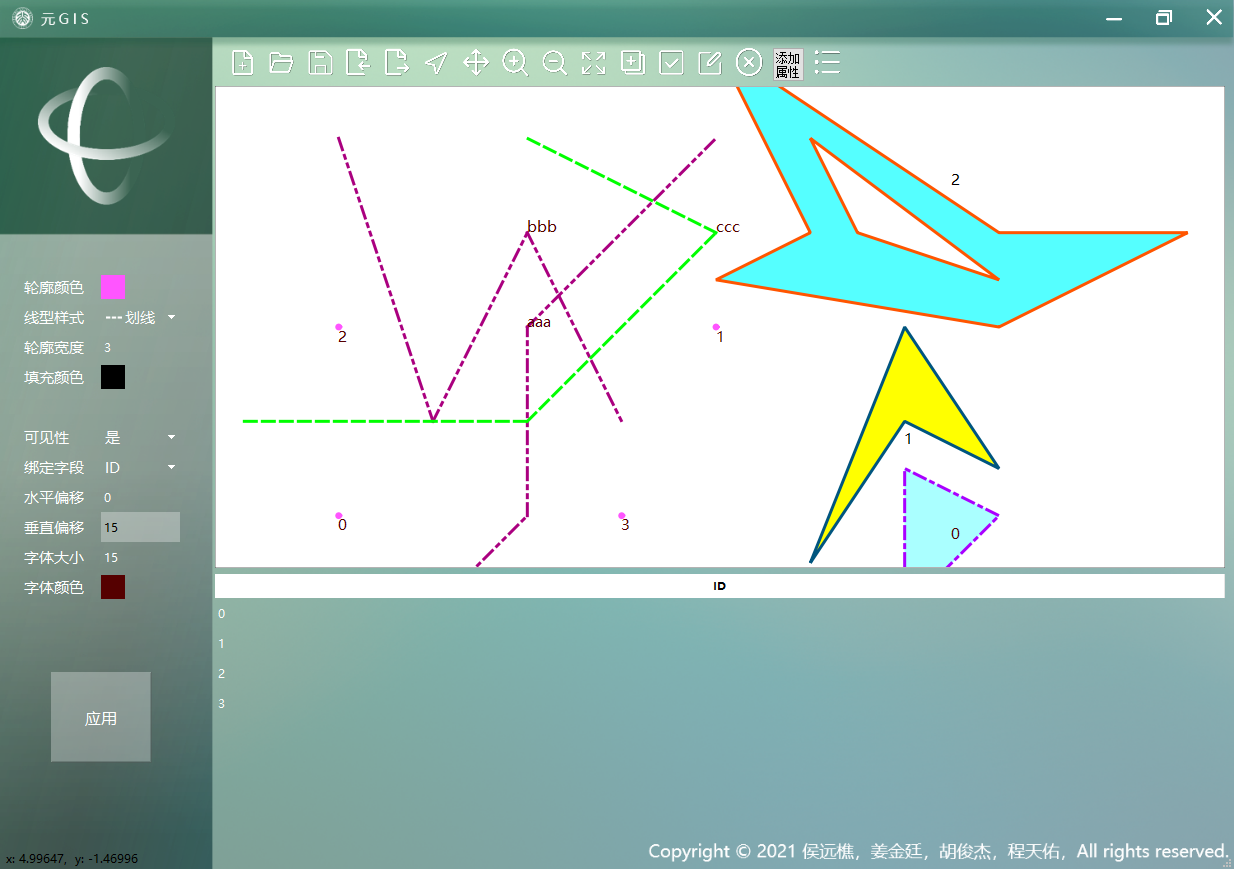 元GIS
添加
属性
轮廓颜色
线型样式 --- 划线
轮廓宽度 3
填充颜色
可见性 是
绑定字段 ID
水平偏移 0
垂直偏移 15
字体大小 15
字体颜色
应用
x: 4.99647, y: -1.46996
2
bbb
ccc
aaa
2
1
1
0
3
0
ID
0
1
2
3
Copyright © 2021 侯远樵，姜金廷，胡俊杰，程天佑，All rights reserved.